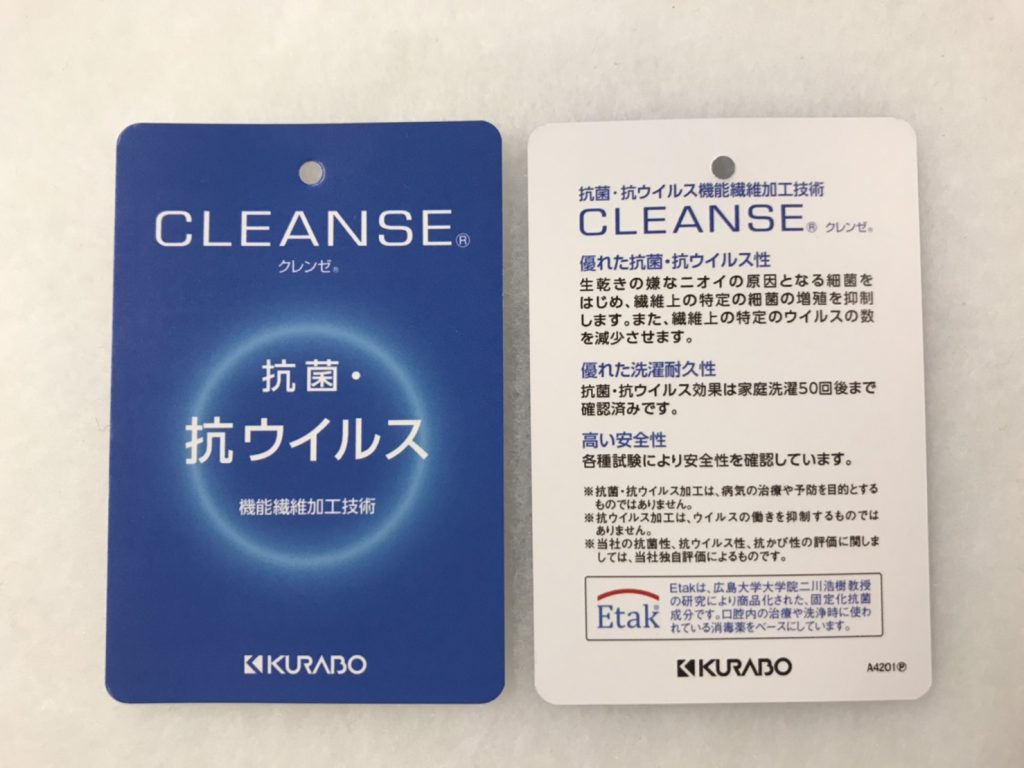 CLEANSE®
クレンゼ®
抗菌・
抗ウイルス
機能繊維加工技術
KURABO
抗菌・抗ウイルス機能繊維加工技術
CLEANSE® クレンゼ®
優れた抗菌・抗ウイルス性
生乾きの嫌なニオイの原因となる細菌を
はじめ、繊維上の特定の細菌の増殖を抑制
します。また、繊維上の特定のウイルスの数
を減少させます。
優れた洗濯耐久性
抗菌・抗ウイルス効果は家庭洗濯50回後まで
確認済みです。
高い安全性
各種試験により安全性を確認しています。
※抗菌・抗ウイルス加工は、病気の治療や予防を目的とする
ものではありません。
※抗ウイルス加工は、ウイルスの働きを抑制するものでは
ありません。
※当社の抗菌性、抗ウイルス性、抗かび性の評価に関しま
しては、当社独自評価によるものです。
Etak®
Etakは、広島大学大学院二川浩樹教授
の研究により商品化された、固定化抗菌
成分です。口腔内の治療や洗浄時に使わ
れている消毒薬をベースにしています。
KURABO
A4201Ⓟ